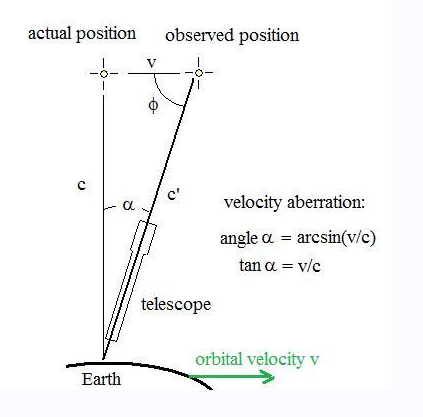 actual position
observed position
v
ϕ
c
α
c'
velocity aberration:
angle α = arcsin(v/c)
tan α = v/c
telescope
orbital velocity v
Earth